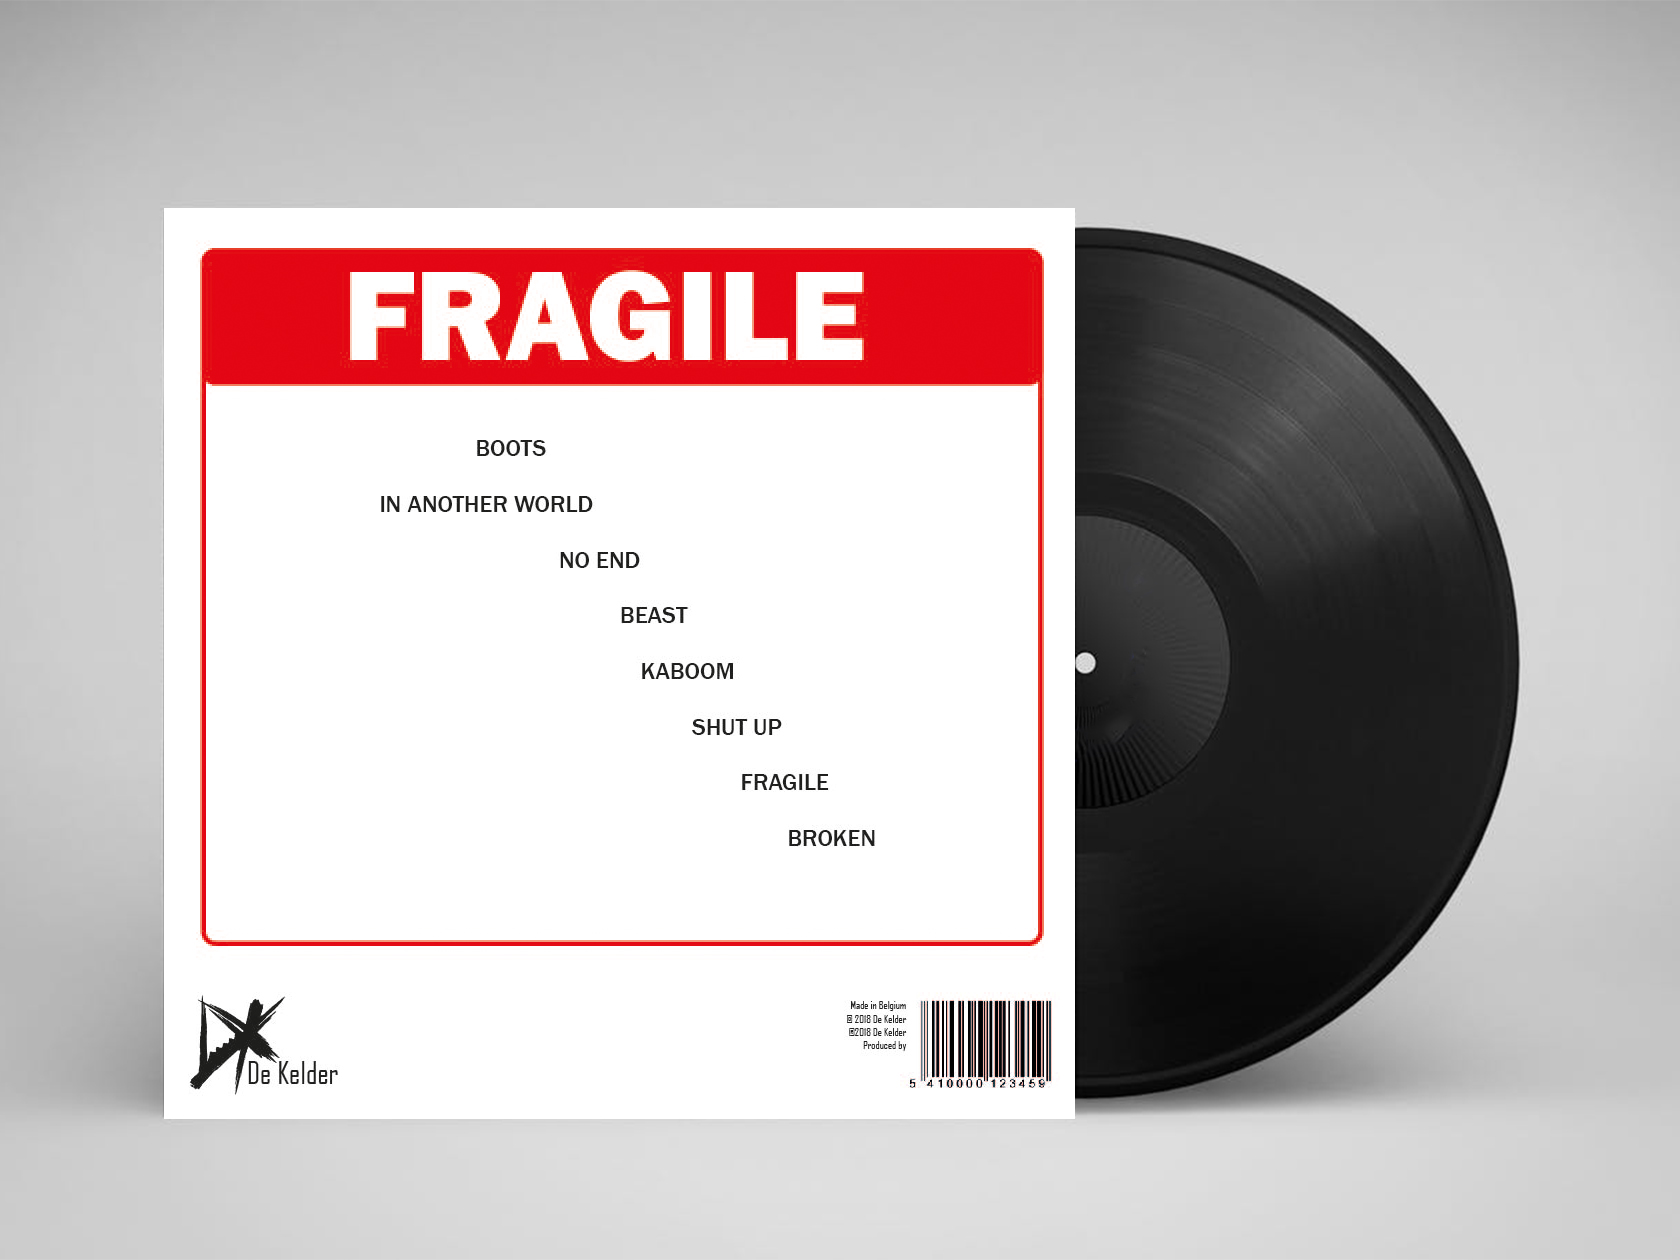 FRAGILE
BOOTS
IN ANOTHER WORLD
NO END
BEAST
KABOOM
SHUT UP
FRAGILE
BROKEN
De Kelder
Made in Belgium
℗ 2018 De Kelder
©2018 De Kelder
Produced by
5 410000 123459